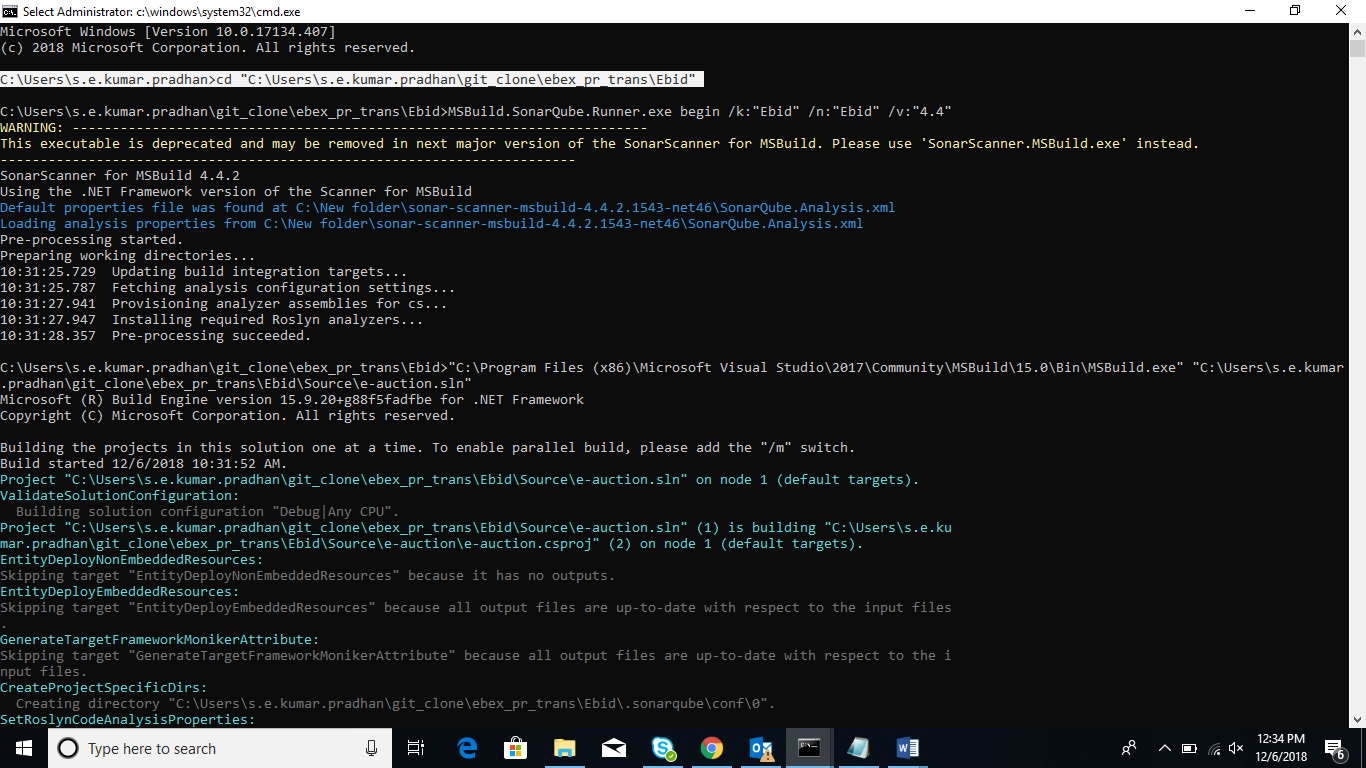 Select Administrator: c:\windows\system32\cmd.exe
Microsoft Windows [Version 10.0.17134.407]
(c) 2018 Microsoft Corporation. All rights reserved.
C:\Users\s.e.kumar.pradhan>cd "C:\Users\s.e.kumar.pradhan\git_clone\ebex_pr_trans\Ebid"
C:\Users\s.e.kumar.pradhan\git_clone\ebex_pr_trans\Ebid>MSBuild.SonarQube.Runner.exe begin /k:"Ebid" /n:"Ebid" /v:"4.4"
WARNING: ------------------------------------------------------------------------
This executable is deprecated and may be removed in next major version of the SonarScanner for MSBuild. Please use 'SonarScanner.MSBuild.exe' instead.
------------------------------------------------------------------------
SonarScanner for MSBuild 4.4.2
Using the .NET Framework version of the Scanner for MSBuild
Default properties file was found at C:\New folder\sonar-scanner-msbuild-4.4.2.1543-net46\SonarQube.Analysis.xml
Loading analysis properties from C:\New folder\sonar-scanner-msbuild-4.4.2.1543-net46\SonarQube.Analysis.xml
Pre-processing started.
Preparing working directories...
10:31:25.729  Updating build integration targets...
10:31:25.787  Fetching analysis configuration settings...
10:31:27.941  Provisioning analyzer assemblies for cs...
10:31:27.947  Installing required Roslyn analyzers...
10:31:28.357  Pre-processing succeeded.
C:\Users\s.e.kumar.pradhan\git_clone\ebex_pr_trans\Ebid>"C:\Program Files (x86)\Microsoft Visual Studio\2017\Community\MSBuild\15.0\Bin\MSBuild.exe" "C:\Users\s.e.kumar
.pradhan\git_clone\ebex_pr_trans\Ebid\Source\e-auction.sln"
Microsoft (R) Build Engine version 15.9.20+g88f5fadfbe for .NET Framework
Copyright (C) Microsoft Corporation. All rights reserved.
Building the projects in this solution one at a time. To enable parallel build, please add the "/m" switch.
Build started 12/6/2018 10:31:52 AM.
Project "C:\Users\s.e.kumar.pradhan\git_clone\ebex_pr_trans\Ebid\Source\e-auction.sln" on node 1 (default targets).
ValidateSolutionConfiguration:
  Building solution configuration "Debug|Any CPU".
Project "C:\Users\s.e.kumar.pradhan\git_clone\ebex_pr_trans\Ebid\Source\e-auction.sln" (1) is building "C:\Users\s.e.ku
mar.pradhan\git_clone\ebex_pr_trans\Ebid\Source\e-auction\e-auction.csproj" (2) on node 1 (default targets).
EntityDeployNonEmbeddedResources:
Skipping target "EntityDeployNonEmbeddedResources" because it has no outputs.
EntityDeployEmbeddedResources:
Skipping target "EntityDeployEmbeddedResources" because all output files are up-to-date with respect to the input files
.
GenerateTargetFrameworkMonikerAttribute:
Skipping target "GenerateTargetFrameworkMonikerAttribute" because all output files are up-to-date with respect to the i
nput files.
CreateProjectSpecificDirs:
  Creating directory "C:\Users\s.e.kumar.pradhan\git_clone\ebex_pr_trans\Ebid\.sonarqube\conf\0".
SetRoslynCodeAnalysisProperties:
Type here to search
12:34 PM
12/6/2018
6